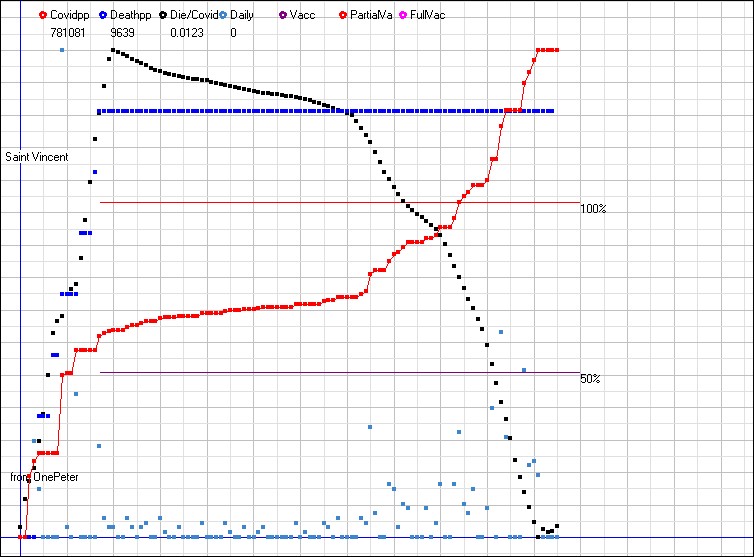 Covidpp Deathpp Die/Covid Daily Vacc PartialVa FullVac
781081 9639 0.0123 0
Saint Vincent
100%
50%
from OnePeter